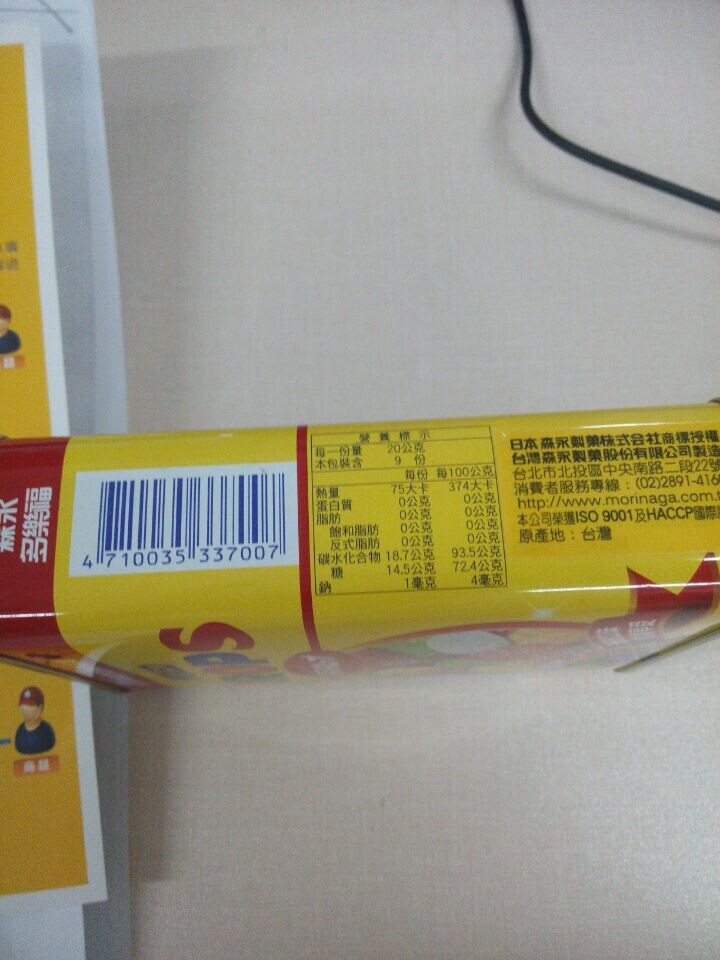 森永
多樂福
4 710035 337007
營養標示
每一份量 20公克
本包裝含 9 份
每份 每100公克
熱量 75大卡 374大卡
蛋白質 0公克 0公克
脂肪 0公克 0公克
飽和脂肪 0公克 0公克
反式脂肪 0公克 0公克
碳水化合物 18.7公克 93.5公克
糖 14.5公克 72.4公克
鈉 1毫克 4毫克
日本森永製菓株式会社商標授權
台灣森永製菓股份有限公司製造
台北市北投區中央南路二段22號
消費者服務專線：(02)2891-416
http://www.morinaga.com.t
本公司榮獲ISO 9001及HACCP國際
原產地：台灣